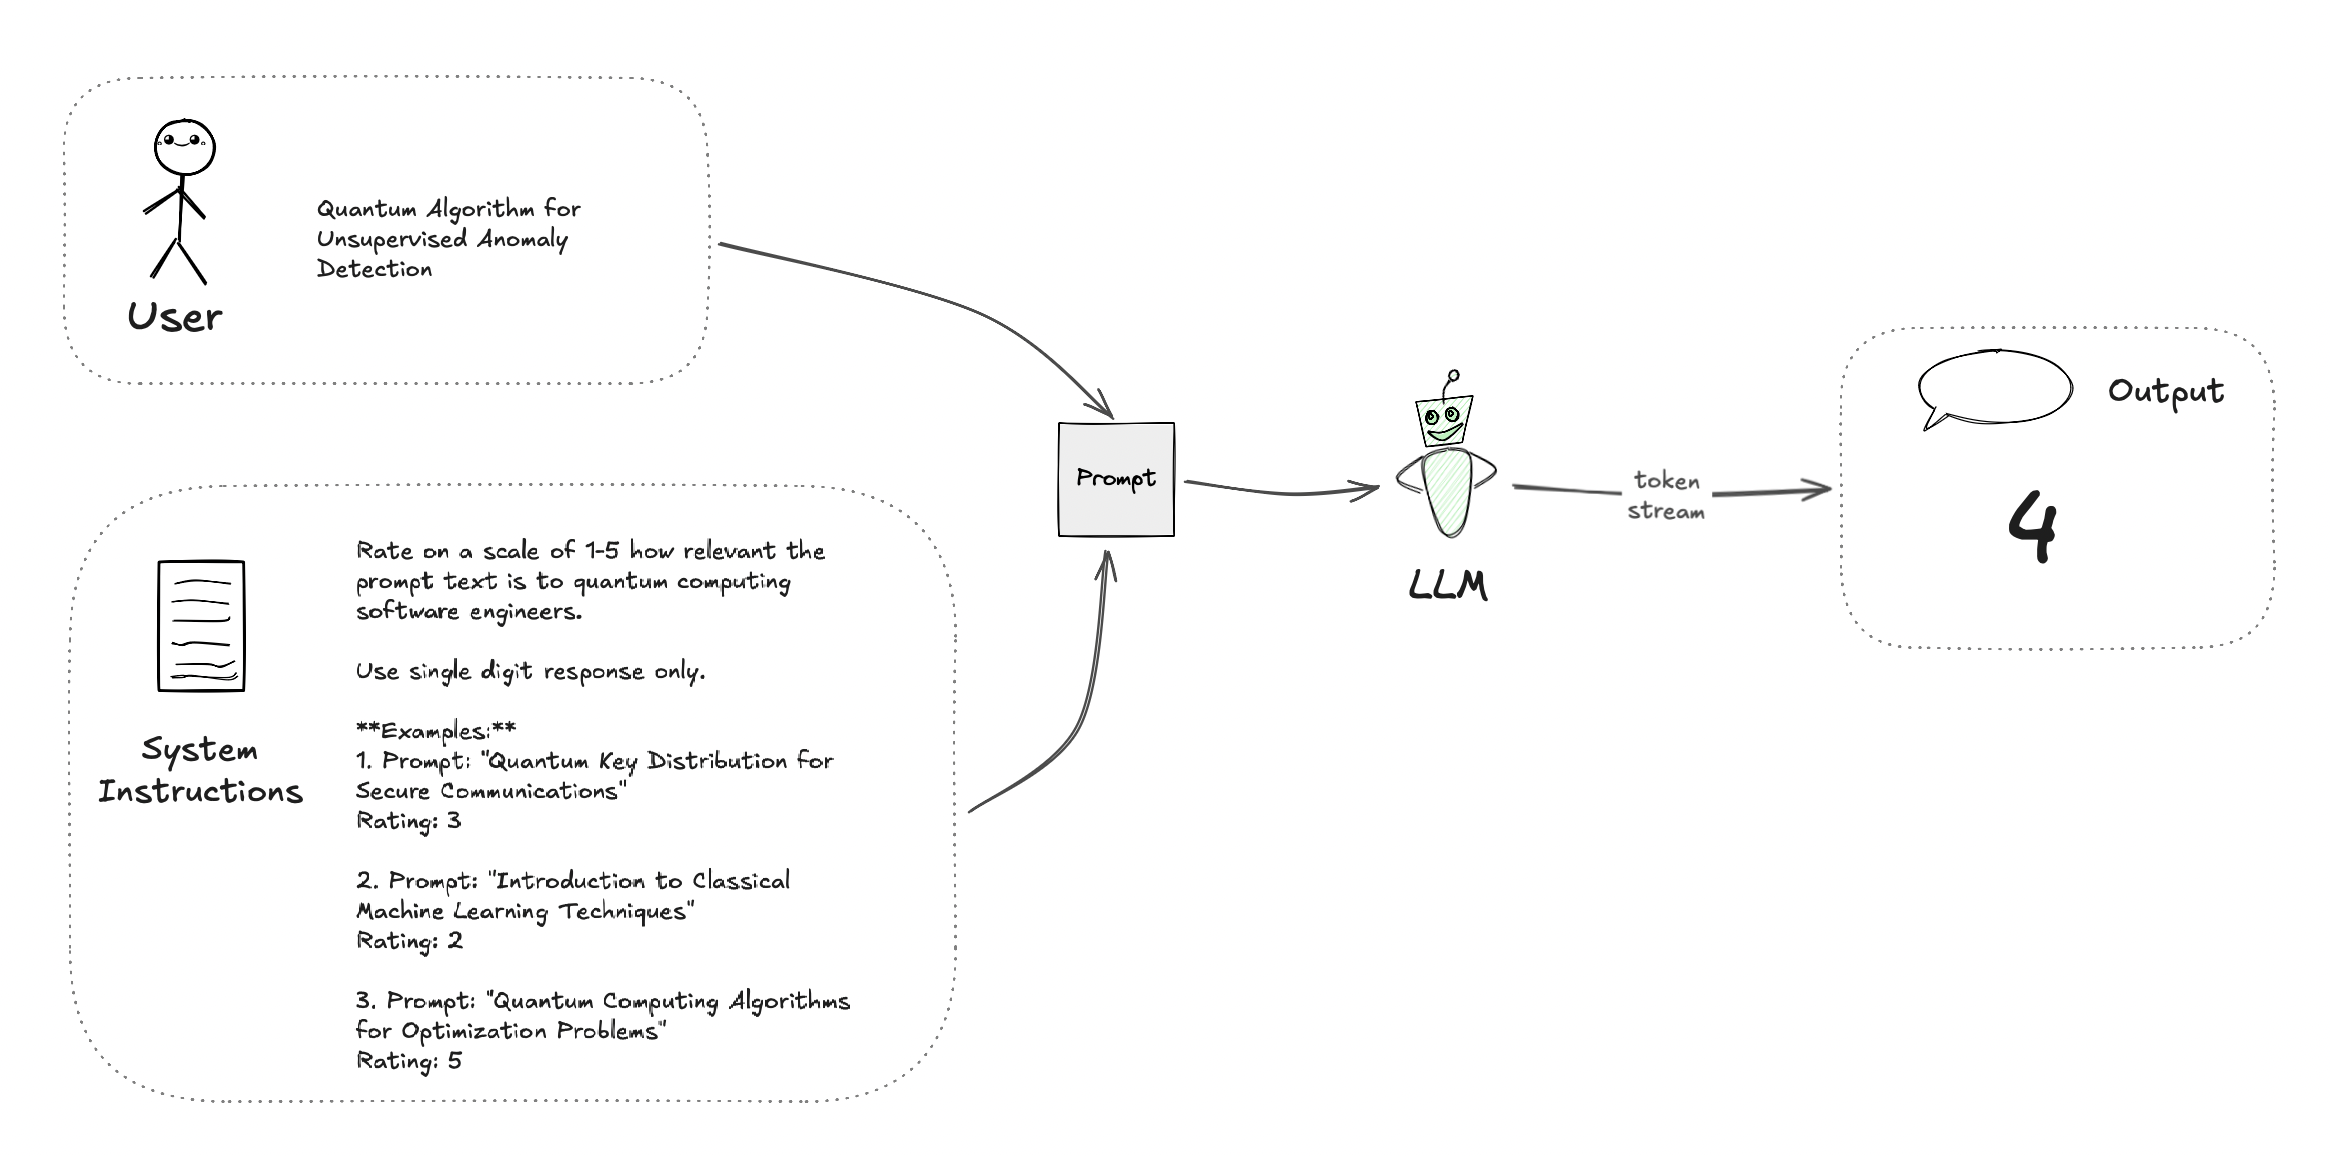 Quantum Algorithm for
Unsupervised Anomaly
Detection
User
Rate on a scale of 1-5 how relevant the
prompt text is to quantum computing
software engineers.
Use single digit response only.
**Examples:**
1. Prompt: "Quantum Key Distribution for
Secure Communications"
Rating: 3
2. Prompt: "Introduction to Classical
Machine Learning Techniques"
Rating: 2
3. Prompt: "Quantum Computing Algorithms
for Optimization Problems"
Rating: 5
System
Instructions
Prompt
LLM
token
stream
Output
4